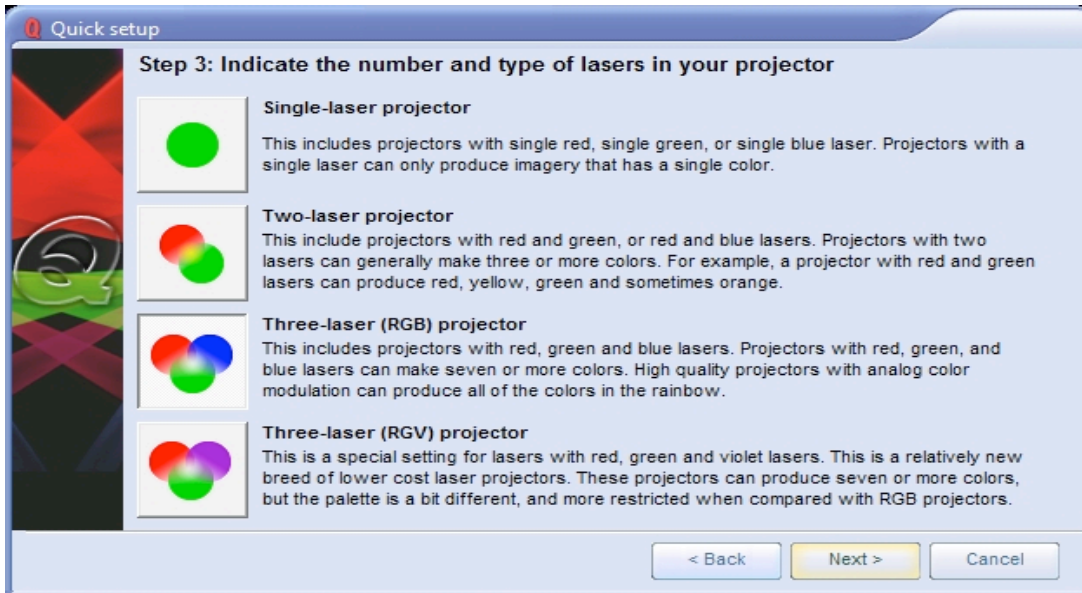 Quick setup
Step 3: Indicate the number and type of lasers in your projector
Single-laser projector
This includes projectors with single red, single green, or single blue laser. Projectors with a
single laser can only produce imagery that has a single color.
Two-laser projector
This include projectors with red and green, or red and blue lasers. Projectors with two
lasers can generally make three or more colors. For example, a projector with red and green
lasers can produce red, yellow, green and sometimes orange.
Three-laser (RGB) projector
This includes projectors with red, green and blue lasers. Projectors with red, green, and
blue lasers can make seven or more colors. High quality projectors with analog color
modulation can produce all of the colors in the rainbow.
Three-laser (RGV) projector
This is a special setting for lasers with red, green and violet lasers. This is a relatively new
breed of lower cost laser projectors. These projectors can produce seven or more colors,
but the palette is a bit different, and more restricted when compared with RGB projectors.
< Back
Next >
Cancel